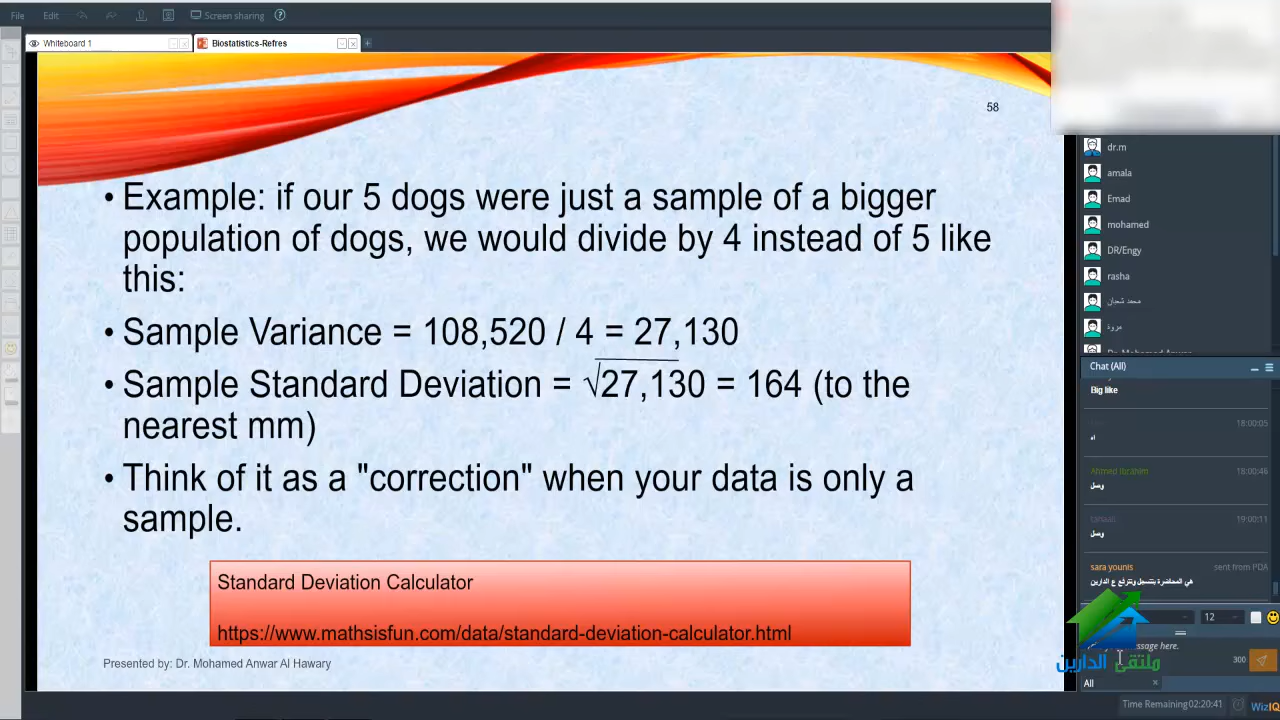 File Edit Screen sharing ?
Whiteboard 1
Biostatistics-Refres
58
• Example: if our 5 dogs were just a sample of a bigger
population of dogs, we would divide by 4 instead of 5 like
this:
• Sample Variance = 108,520 / 4 = 27,130
• Sample Standard Deviation = √27,130 = 164 (to the
nearest mm)
• Think of it as a "correction" when your data is only a
sample.
Standard Deviation Calculator
https://www.mathsisfun.com/data/standard-deviation-calculator.html
Presented by: Dr. Mohamed Anwar Al Hawary
dr.m
amala
Emad
mohamed
DR/Engy
rasha
محمد شعبان
مروة
Dr. Mohamed Anwar
Chat (All)
Big like
18:00:05
اه
Ahmed Ibrahim 18:00:46
وصل
19:00:11
وصل
sara younis sent from PDA
هي المحاضرة بتتسجل وتترفع ع الدارين
12
message here.
ملتقى الدارين
300
All
Time Remaining 02:20:41
WizIQ